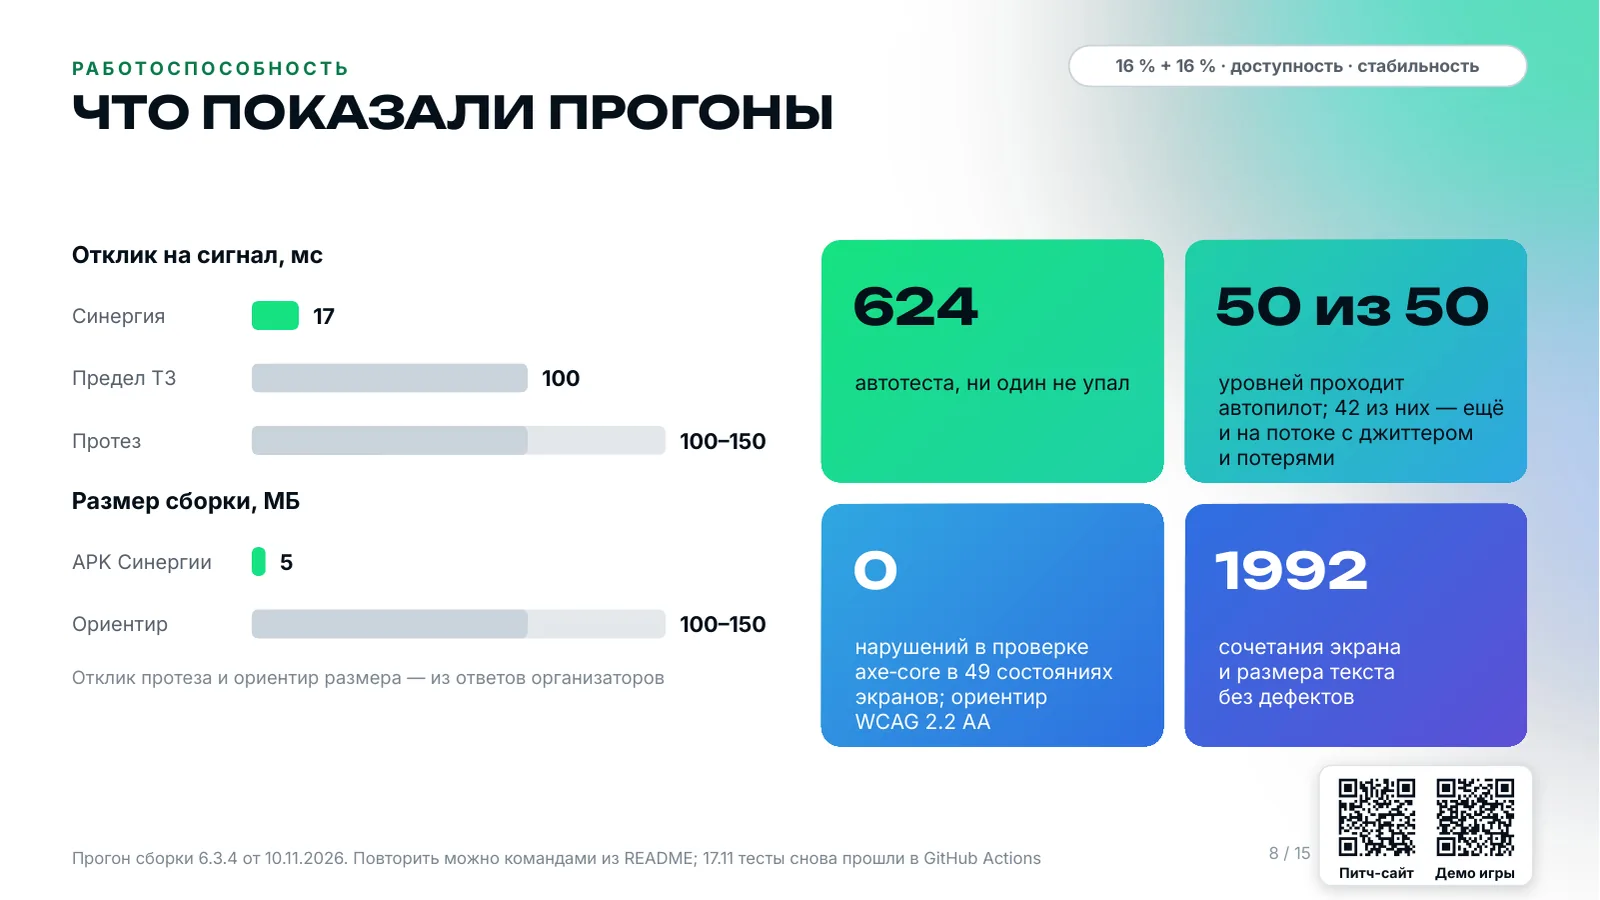 РАБОТОСПОСОБНОСТЬ
ЧТО ПОКАЗАЛИ ПРОГОНЫ
16 % + 16 % · доступность · стабильность
Отклик на сигнал, мс
Синергия 17
Предел ТЗ 100
Протез 100–150
Размер сборки, МБ
APK Синергии 5
Ориентир 100–150
Отклик протеза и ориентир размера — из ответов организаторов
624
автотеста, ни один не упал
50 из 50
уровней проходит
автопилот; 42 из них — ещё
и на потоке с джиттером
и потерями
0
нарушений в проверке
axe-core в 49 состояниях
экранов; ориентир
WCAG 2.2 AA
1992
сочетания экрана
и размера текста
без дефектов
Прогон сборки 6.3.4 от 10.11.2026. Повторить можно командами из README; 17.11 тесты снова прошли в GitHub Actions
8 / 15
Питч-сайт
Демо игры